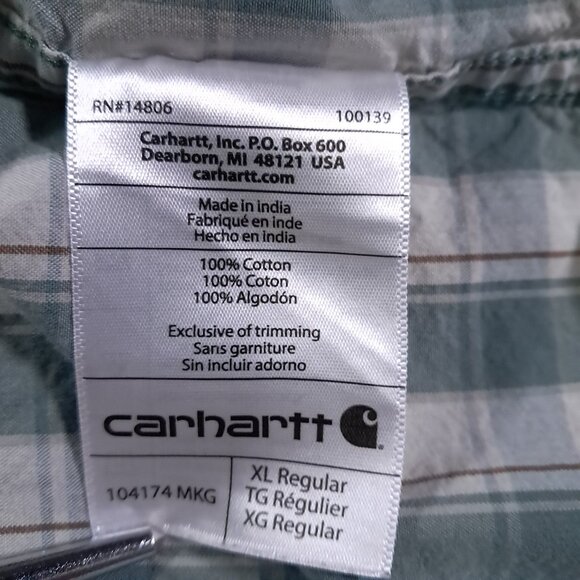 RN#14806 100139
Carhartt, Inc. P.O. Box 600
Dearborn, MI 48121 USA
carhartt.com
Made in india
Fabriqué en inde
Hecho en india
100% Cotton
100% Coton
100% Algodón
Exclusive of trimming
Sans garniture
Sin incluir adorno
carhartt
104174 MKG
XL Regular
TG Régulier
XG Regular